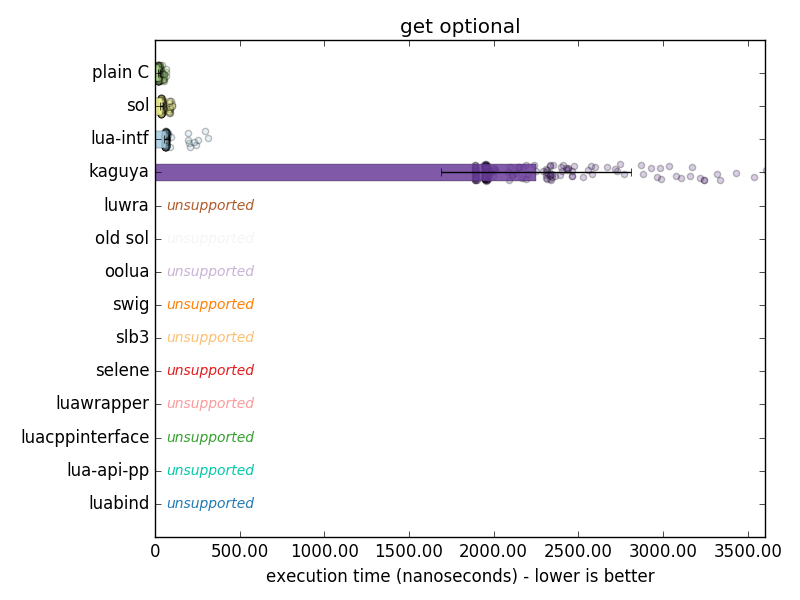 get optional
plain C
sol
lua-intf
kaguya
luwra unsupported
old sol unsupported
oolua unsupported
swig unsupported
slb3 unsupported
selene unsupported
luawrapper unsupported
luacppinterface unsupported
lua-api-pp unsupported
luabind unsupported
0 500.00 1000.00 1500.00 2000.00 2500.00 3000.00 3500.00
execution time (nanoseconds) - lower is better